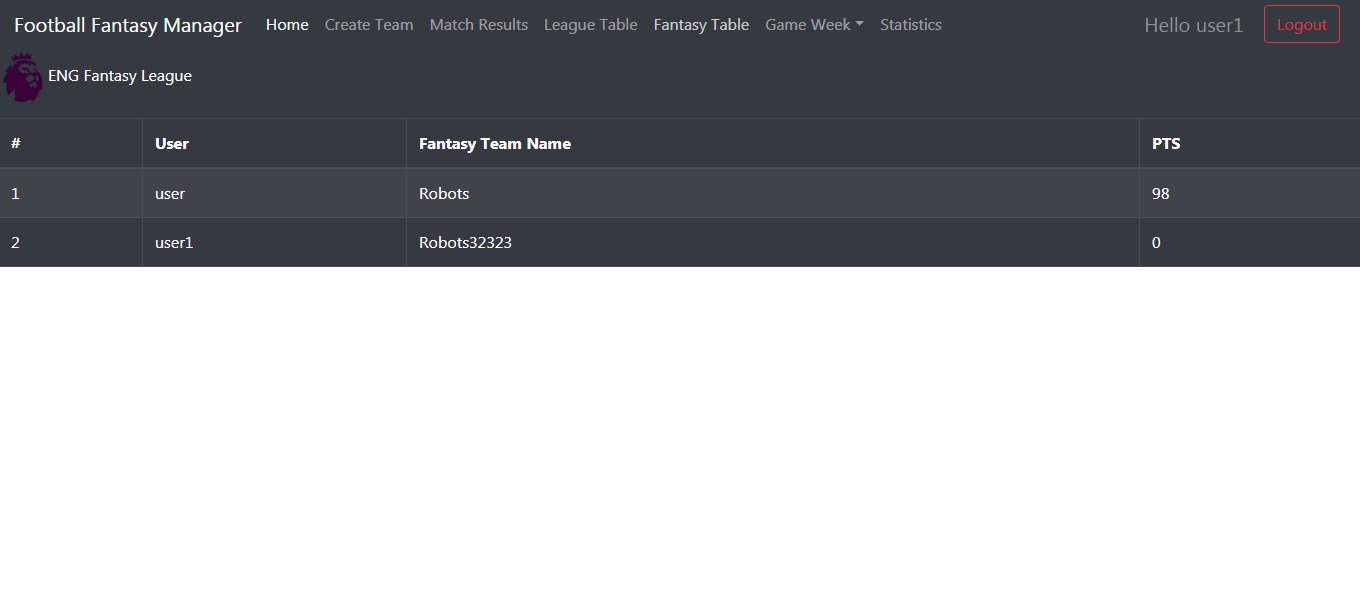 Football Fantasy Manager Home Create Team Match Results League Table Fantasy Table Game Week Statistics Hello user1 Logout
ENG Fantasy League
# User Fantasy Team Name PTS
1 user Robots 98
2 user1 Robots32323 0